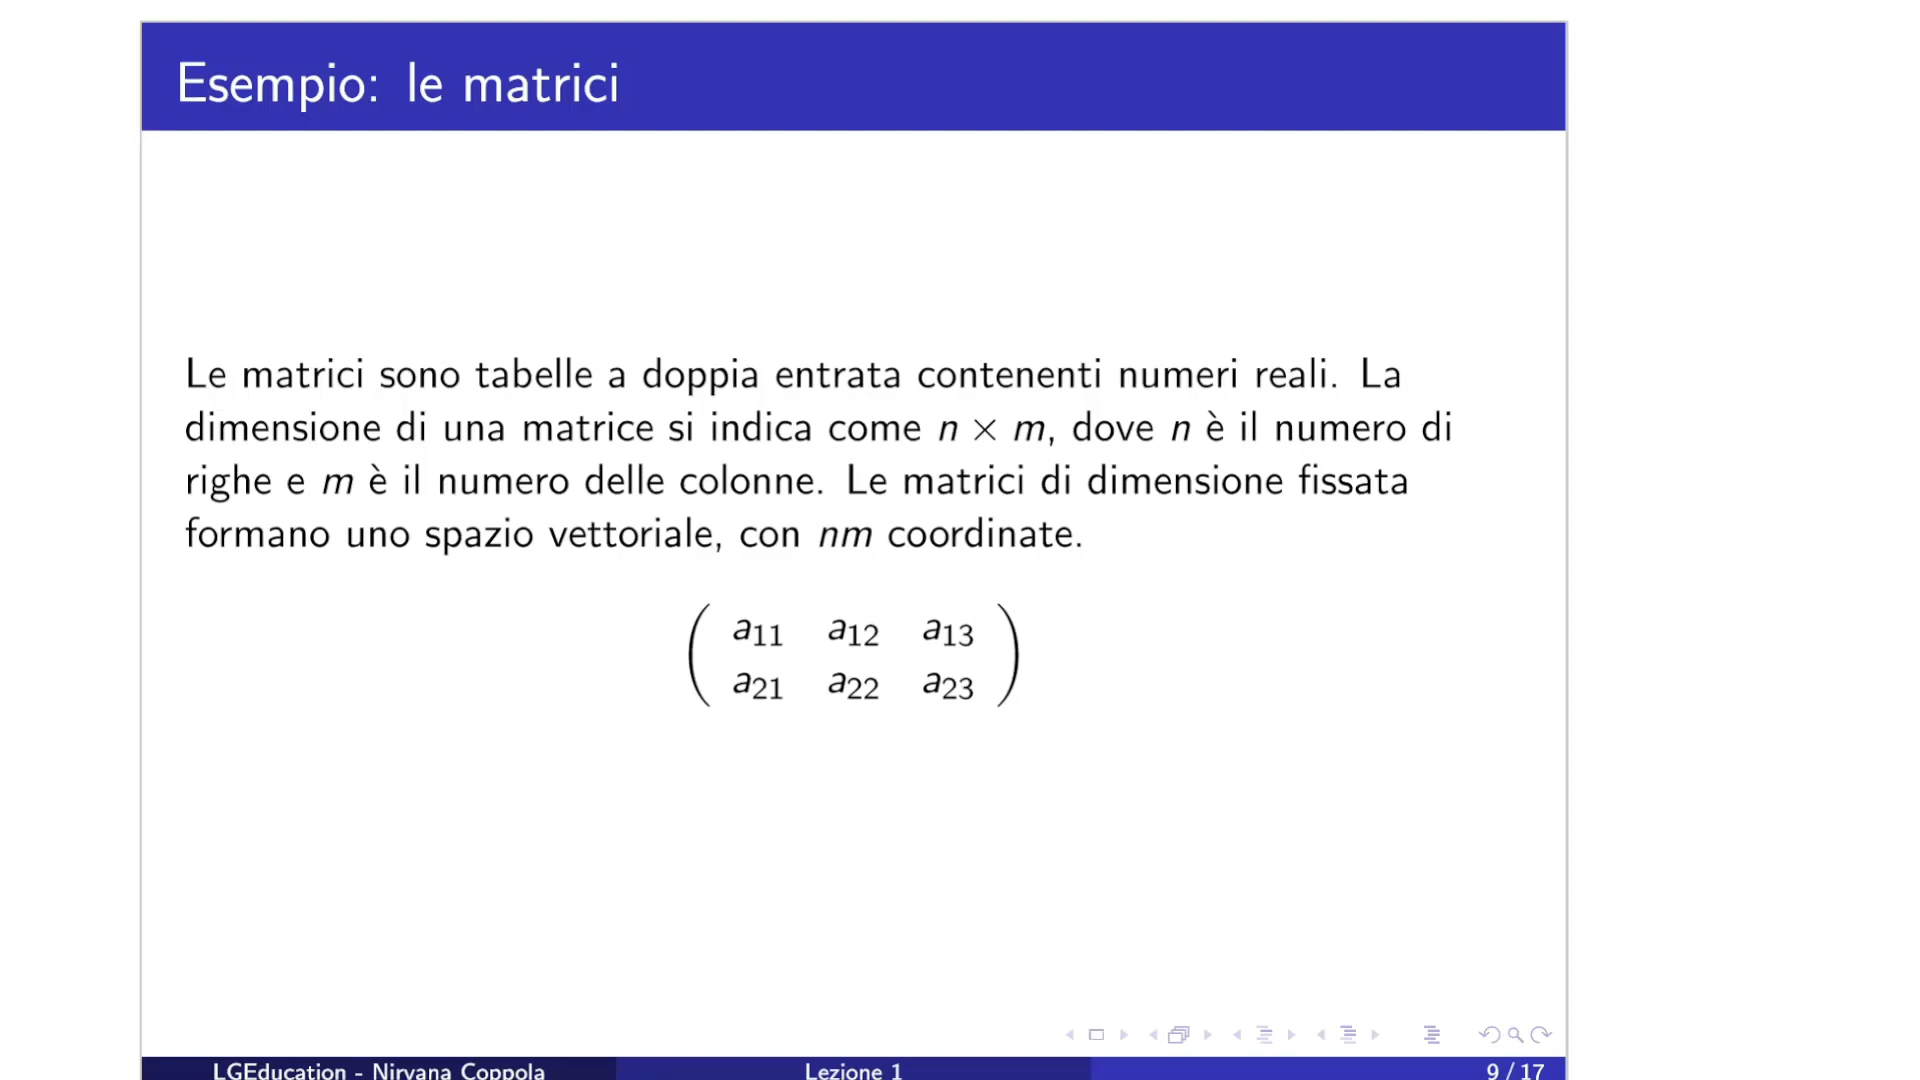 Esempio: le matrici
Le matrici sono tabelle a doppia entrata contenenti numeri reali. La
dimensione di una matrice si indica come n × m, dove n è il numero di
righe e m è il numero delle colonne. Le matrici di dimensione fissata
formano uno spazio vettoriale, con nm coordinate.
a11 a12 a13
a21 a22 a23
LGEducation - Nirvana Coppola Lezione 1 9 / 17